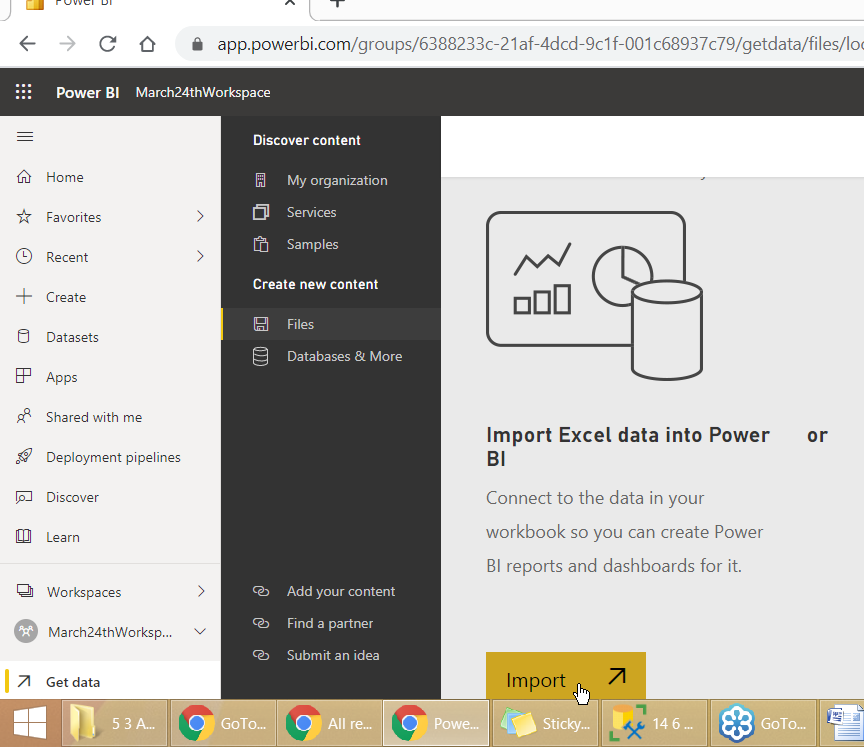 Power BI
app.powerbi.com/groups/6388233c-21af-4dcd-9c1f-001c68937c79/getdata/files/loc
Power BI March24thWorkspace
Home
Favorites
Recent
Create
Datasets
Apps
Shared with me
Deployment pipelines
Discover
Learn
Workspaces
March24thWorksp...
Get data
Discover content
My organization
Services
Samples
Create new content
Files
Databases & More
Add your content
Find a partner
Submit an idea
Import Excel data into Power
BI
or
Connect to the data in your
workbook so you can create Power
BI reports and dashboards for it.
Import
5 3 A... GoTo... All re... Powe... Sticky... 14 6 ... GoTo...